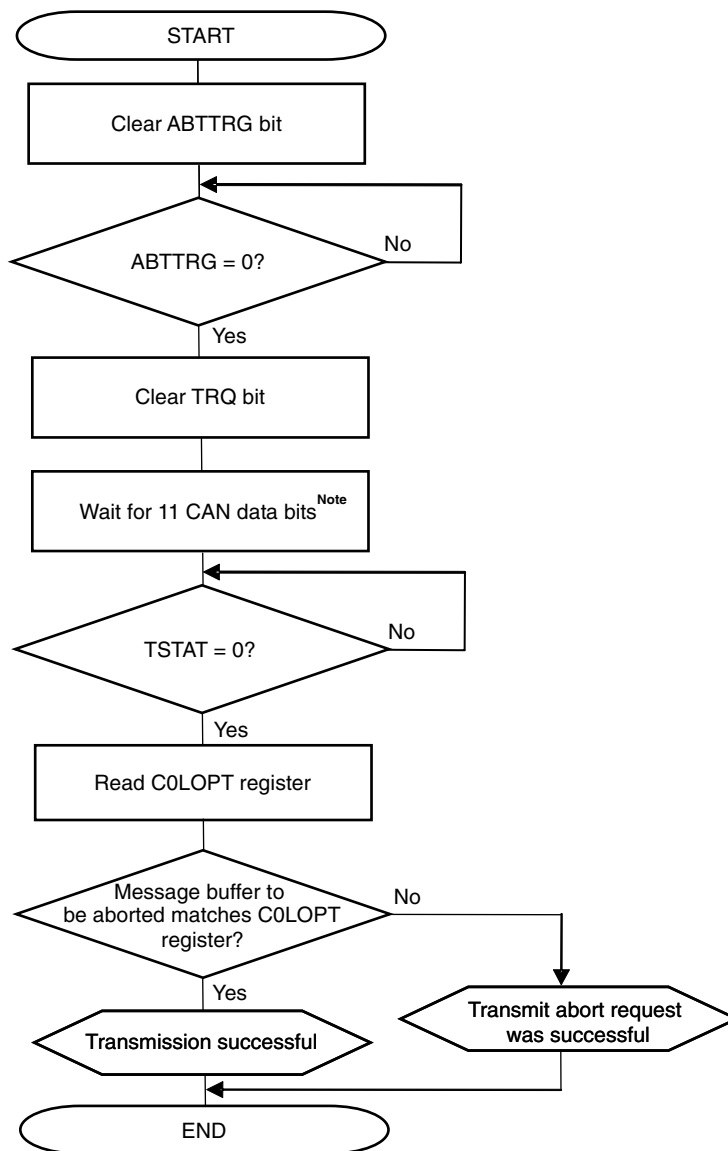 START
Clear ABTTRG bit
ABTTRG = 0?
No
Yes
Clear TRQ bit
Wait for 11 CAN data bits Note
TSTAT = 0?
No
Yes
Read C0LOPT register
Message buffer to
be aborted matches C0LOPT
register?
No
Yes
Transmission successful
Transmit abort request
was successful
END